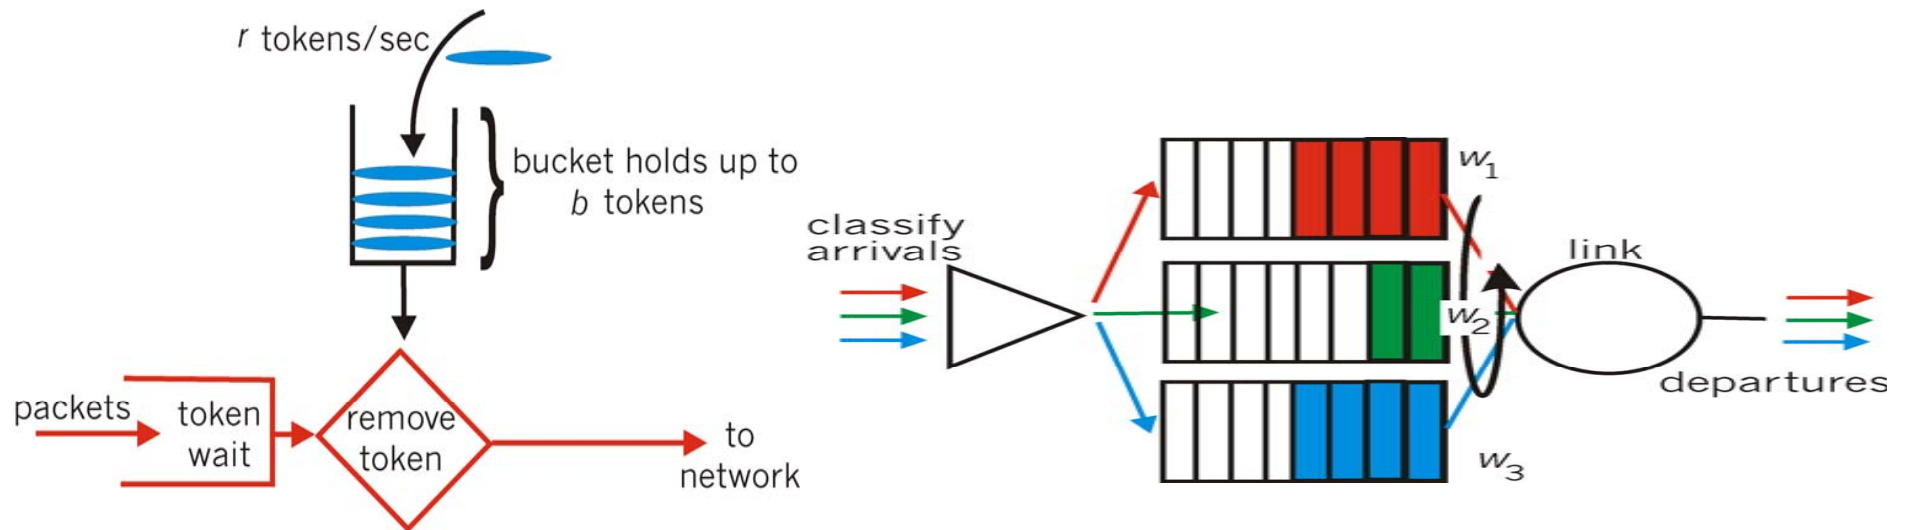 r tokens/sec
bucket holds up to
b tokens
packets
token
wait
remove
token
to
network
classify
arrivals
w1
w2
w3
link
departures